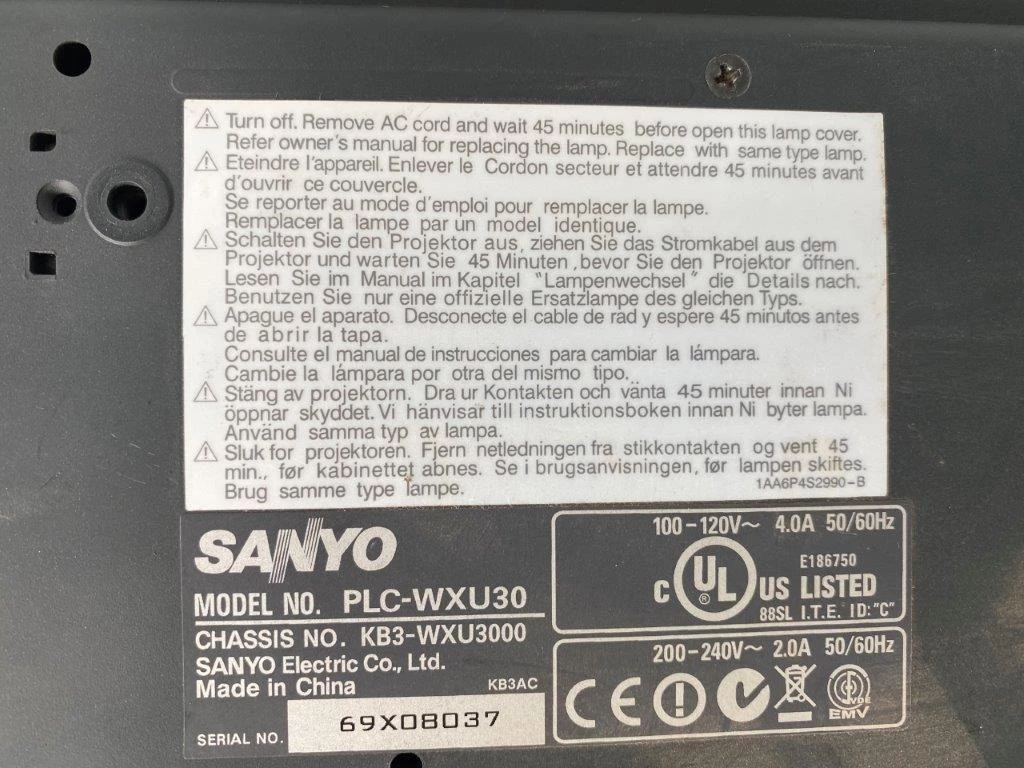 ⚠ Turn off. Remove AC cord and wait 45 minutes before open this lamp cover.
Refer owner's manual for replacing the lamp. Replace with same type lamp.
⚠ Eteindre l'appareil. Enlever le Cordon secteur et attendre 45 minutes avant
d'ouvrir ce couvercle.
Se reporter au mode d'emploi pour remplacer la lampe.
Remplacer la lampe par un model identique.
⚠ Schalten Sie den Projektor aus, ziehen Sie das Stromkabel aus dem
Projektor und warten Sie 45 Minuten, bevor Sie den Projektor öffnen.
Lesen Sie im Manual im Kapitel "Lampenwechsel" die Details nach.
Benutzen Sie nur eine offizielle Ersatzlampe des gleichen Typs.
⚠ Apague el aparato. Desconecte el cable de rad y espere 45 minutos antes
de abrir la tapa.
Consulte el manual de instrucciones para cambiar la lámpara.
Cambie la lámpara por otra del mismo tipo.
⚠ Stäng av projektorn. Dra ur Kontakten och vänta 45 minuter innan Ni
öppnar skyddet. Vi hänvisar till instruktionsboken innan Ni byter lampa.
Använd samma typ av lampa.
⚠ Sluk for projektoren. Fjern netledningen fra stikkontakten og vent 45
min., før kabinettet abnes. Se i brugsanvisningen, før lampen skiftes.
Brug samme type lampe.
1AA6P4S2990-B
SANYO
MODEL NO. PLC-WXU30
CHASSIS NO. KB3-WXU3000
SANYO Electric Co., Ltd.
Made in China
KB3AC
SERIAL NO. 69X08037
100-120V~ 4.0A 50/60Hz
E186750
C UL US LISTED
®
88SL I.T.E. ID:"C"
200-240V~ 2.0A 50/60Hz
CE
VDE
EMV